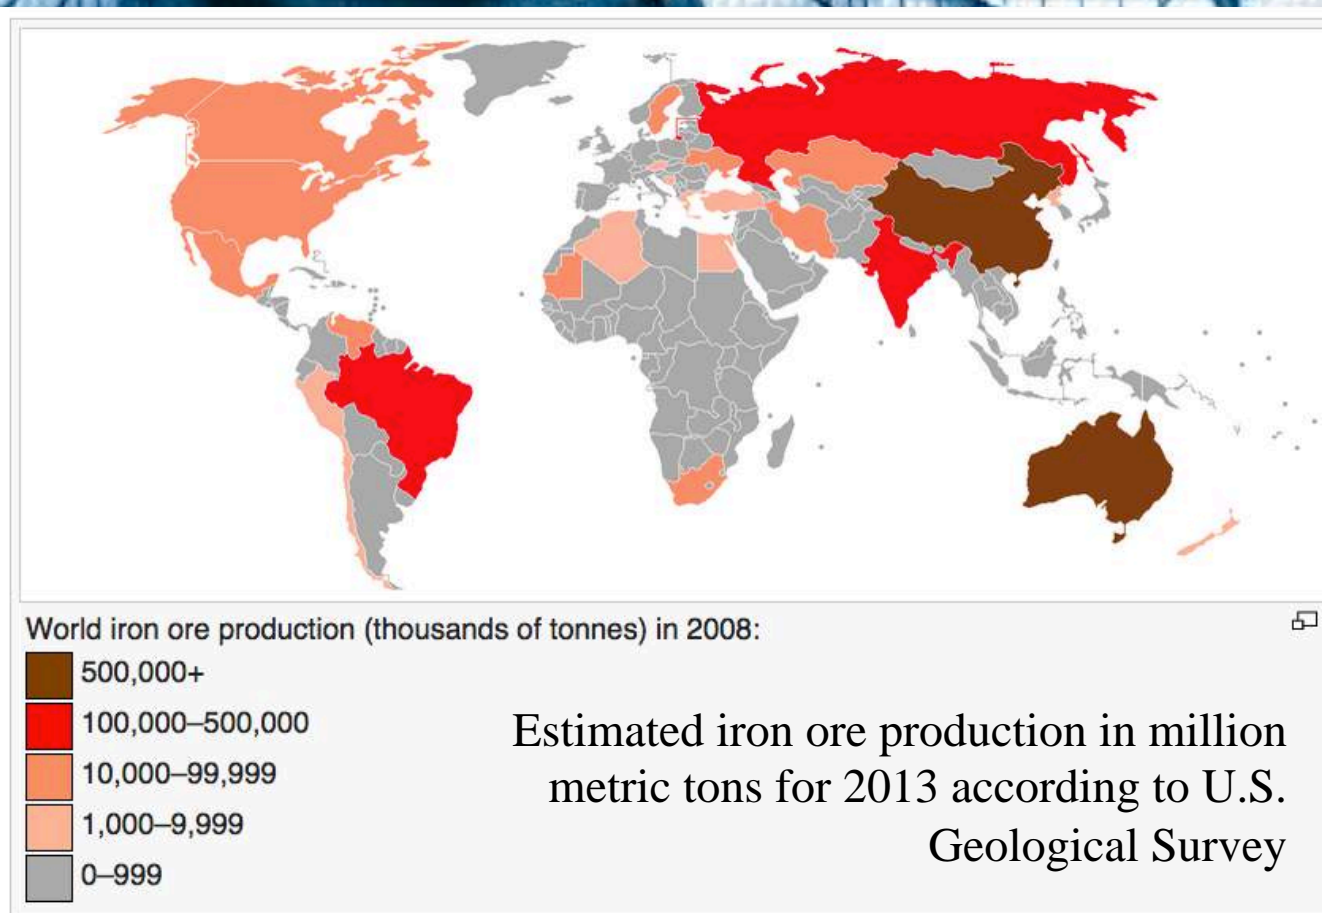 World iron ore production (thousands of tonnes) in 2008:
500,000+
100,000–500,000
10,000–99,999
1,000–9,999
0–999
Estimated iron ore production in million
metric tons for 2013 according to U.S.
Geological Survey